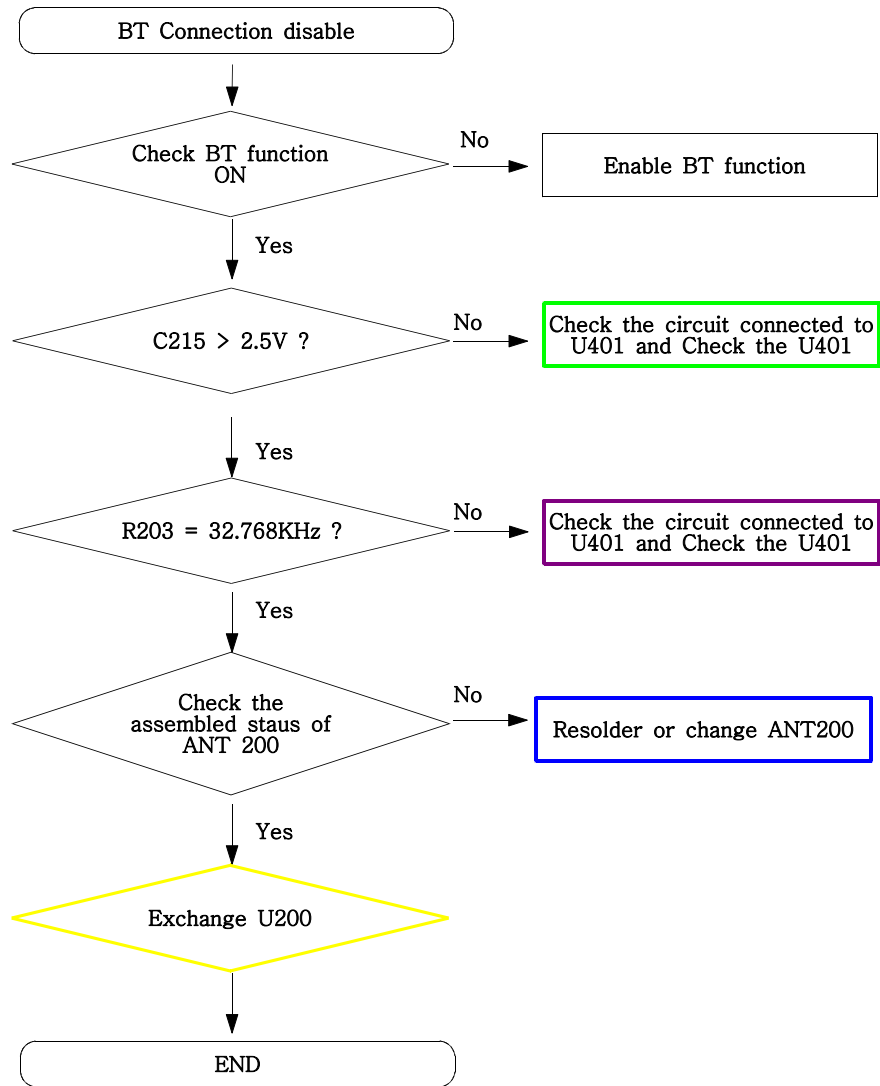 BT Connection disable
Check BT function
ON
No
Enable BT function
Yes
C215 > 2.5V ?
No
Check the circuit connected to
U401 and Check the U401
Yes
R203 = 32.768KHz ?
No
Check the circuit connected to
U401 and Check the U401
Yes
Check the
assembled staus of
ANT 200
No
Resolder or change ANT200
Yes
Exchange U200
END